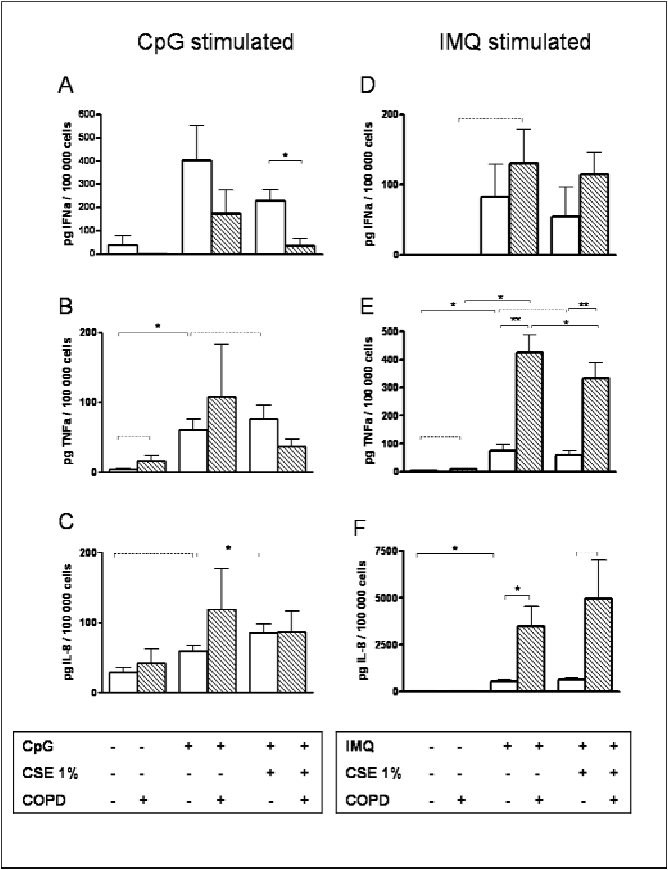 CpG stimulated
IMQ stimulated
A
pg IFNa / 100 000 cells
600
500
400
300
200
100
0
*
D
pg IFNa / 100 000 cells
200
100
0
B
pg TNFa / 100 000 cells
200
100
0
*
E
pg TNFa / 100 000 cells
500
400
300
200
100
0
*
*
**
**
*
C
pg IL-8 / 100 000 cells
200
100
0
*
F
pg IL-8 / 100 000 cells
7500
5000
2500
0
*
*
CpG - - + + + +
CSE 1% - - - - + +
COPD - + - + - +
IMQ - - + + + +
CSE 1% - - - - + +
COPD - + - + - +